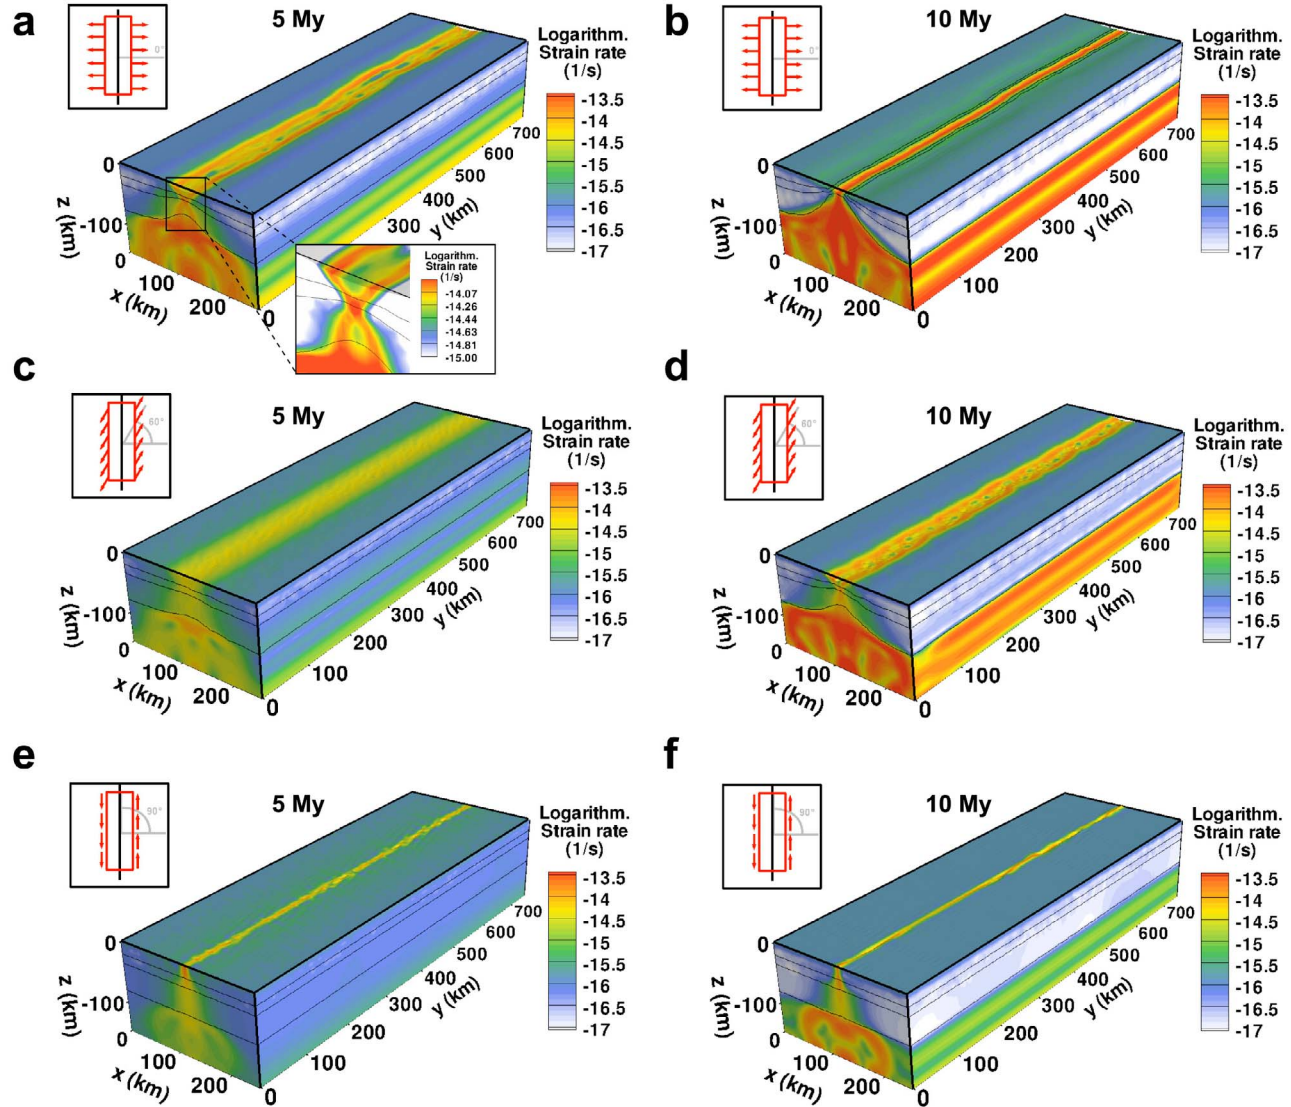 a
5 My
0°
Logarithm.
Strain rate
(1/s)
-13.5
-14
-14.5
-15
-15.5
-16
-16.5
-17
0
-100
0
z (km)
100
200
x (km)
0
300
400
500
600
700
y (km)
Logarithm.
Strain rate
(1/s)
-14.07
-14.26
-14.44
-14.63
-14.81
-15.00
b
10 My
0°
Logarithm.
Strain rate
(1/s)
-13.5
-14
-14.5
-15
-15.5
-16
-16.5
-17
0
-100
0
z (km)
100
200
x (km)
0
100
200
300
400
500
600
700
y (km)
c
5 My
60°
Logarithm.
Strain rate
(1/s)
-13.5
-14
-14.5
-15
-15.5
-16
-16.5
-17
0
-100
0
z (km)
100
200
x (km)
0
100
200
300
400
500
600
700
y (km)
d
10 My
60°
Logarithm.
Strain rate
(1/s)
-13.5
-14
-14.5
-15
-15.5
-16
-16.5
-17
0
-100
0
z (km)
100
200
x (km)
0
100
200
300
400
500
600
700
y (km)
e
5 My
90°
Logarithm.
Strain rate
(1/s)
-13.5
-14
-14.5
-15
-15.5
-16
-16.5
-17
0
-100
0
z (km)
100
200
x (km)
0
100
200
300
400
500
600
700
y (km)
f
10 My
90°
Logarithm.
Strain rate
(1/s)
-13.5
-14
-14.5
-15
-15.5
-16
-16.5
-17
0
-100
0
z (km)
100
200
x (km)
0
100
200
300
400
500
600
700
y (km)